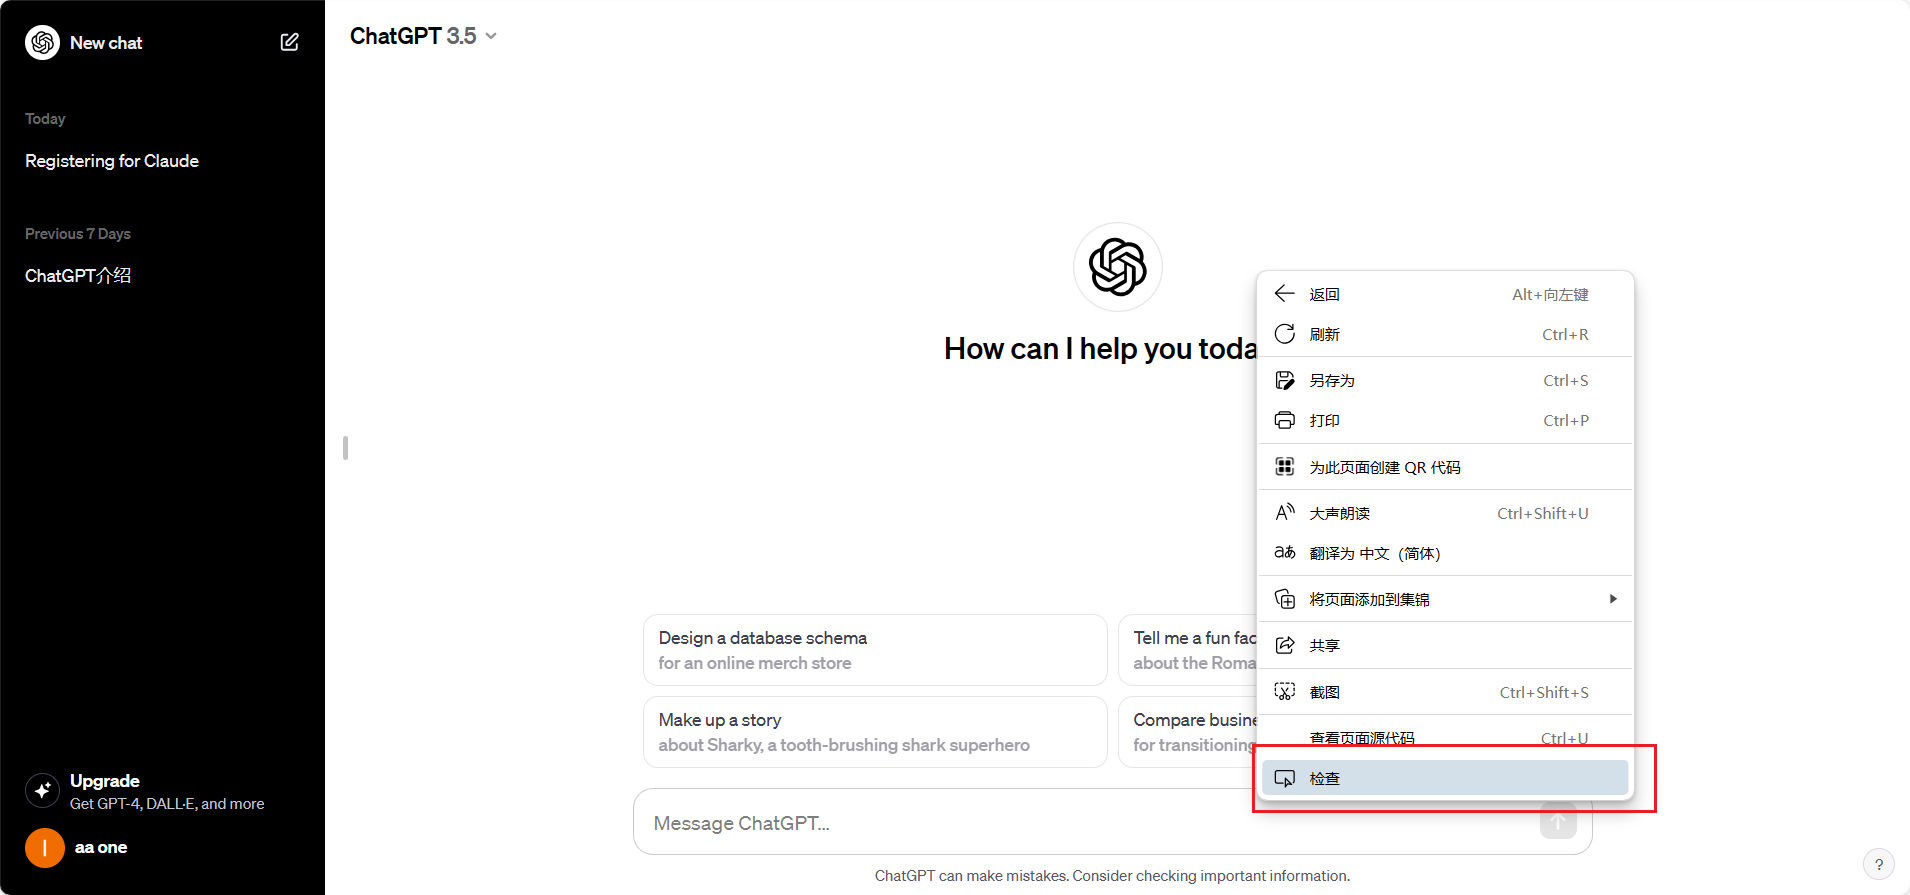 New chat
Today
Registering for Claude
Previous 7 Days
ChatGPT介绍
Upgrade
Get GPT-4, DALL·E, and more
aa one
ChatGPT 3.5
How can I help you toda
Design a database schema
for an online merch store
Tell me a fun fac
about the Roma
Make up a story
about Sharky, a tooth-brushing shark superhero
Compare busine
for transitioning
Message ChatGPT...
ChatGPT can make mistakes. Consider checking important information.
?
返回 Alt+向左键
刷新 Ctrl+R
另存为 Ctrl+S
打印 Ctrl+P
为此页面创建 QR 代码
大声朗读 Ctrl+Shift+U
翻译为 中文（简体）
将页面添加到集锦
共享
截图 Ctrl+Shift+S
查看页面源代码 Ctrl+U
检查